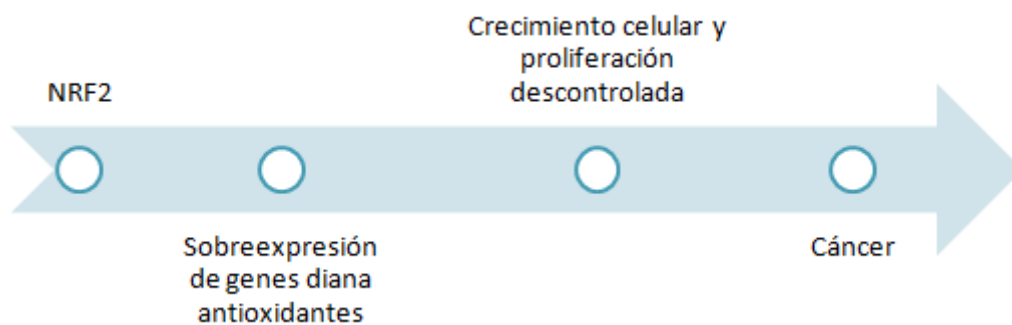 NRF2
Sobreexpresión
de genes diana
antioxidantes
Crecimiento celular y
proliferación
descontrolada
Cáncer